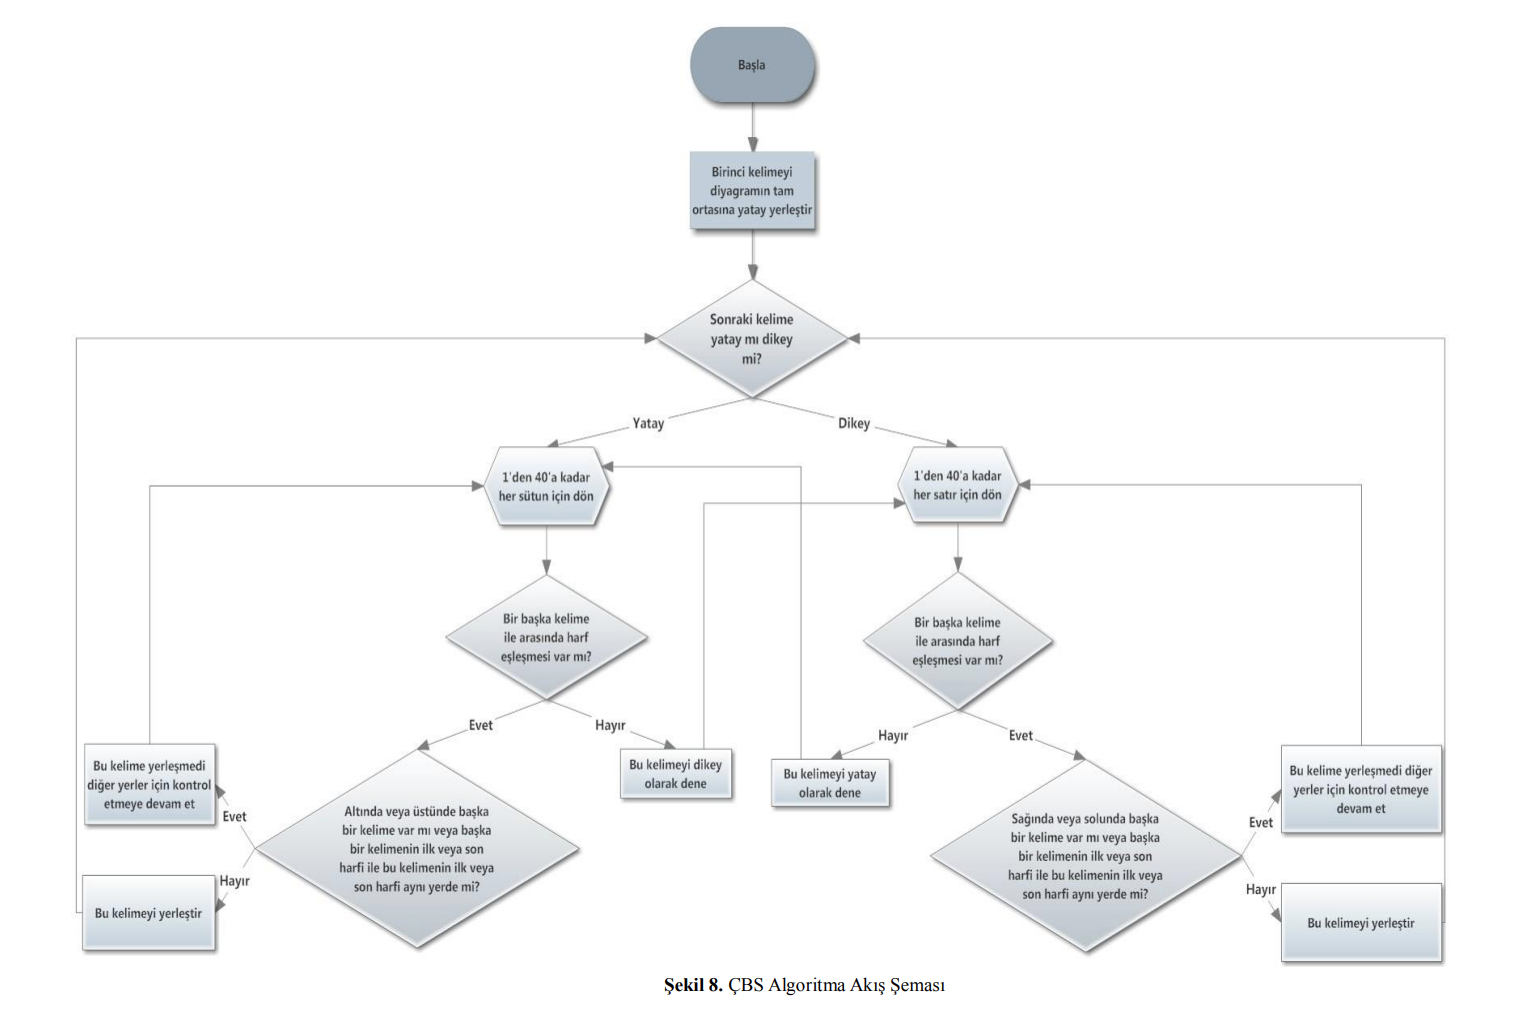 Başla
Birinci kelimeyi
diyagramın tam
ortasına yatay yerleştir
Sonraki kelime
yatay mı dikey
mi?
Yatay
Dikey
1'den 40'a kadar
her sütun için dön
1'den 40'a kadar
her satır için dön
Bir başka kelime
ile arasında harf
eşleşmesi var mı?
Bir başka kelime
ile arasında harf
eşleşmesi var mı?
Evet
Hayır
Hayır
Evet
Bu kelime yerleşmedi
diğer yerler için kontrol
etmeye devam et
Bu kelimeyi dikey
olarak dene
Bu kelimeyi yatay
olarak dene
Bu kelime yerleşmedi diğer
yerler için kontrol etmeye
devam et
Evet
Altında veya üstünde başka
bir kelime var mı veya başka
bir kelimenin ilk veya son
harfi ile bu kelimenin ilk veya
son harfi aynı yerde mi?
Sağında veya solunda başka
bir kelime var mı veya başka
bir kelimenin ilk veya son
harfi ile bu kelimenin ilk veya
son harfi aynı yerde mi?
Evet
Hayır
Hayır
Bu kelimeyi yerleştir
Bu kelimeyi yerleştir
Şekil 8. ÇBS Algoritma Akış Şeması